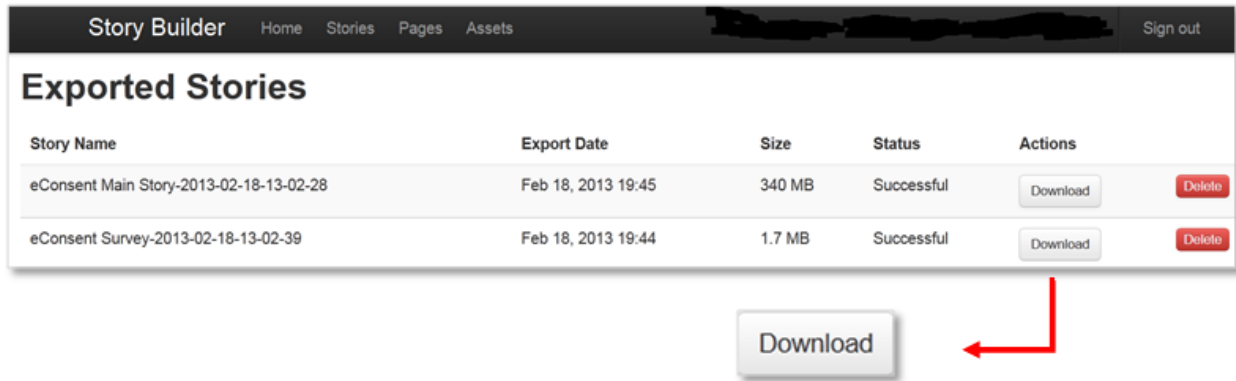 Story Builder Home Stories Pages Assets Sign out
Exported Stories
Story Name Export Date Size Status Actions
eConsent Main Story-2013-02-18-13-02-28 Feb 18, 2013 19:45 340 MB Successful Download Delete
eConsent Survey-2013-02-18-13-02-39 Feb 18, 2013 19:44 1.7 MB Successful Download Delete
Download